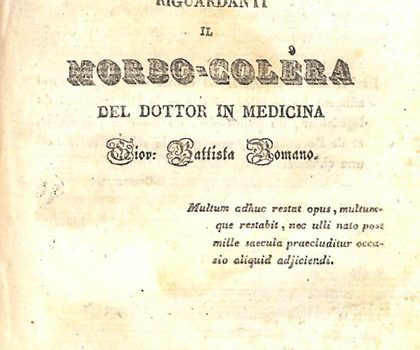 RIGUARDANTI
IL
MORBO-COLÈRA
DEL DOTTOR IN MEDICINA
Giov: Battista Romano.
Multum adhuc restat opus, multum-
que restabit, nec ulli nato post
mille saecula praecluditur occa-
sio aliquid adjiciendi.